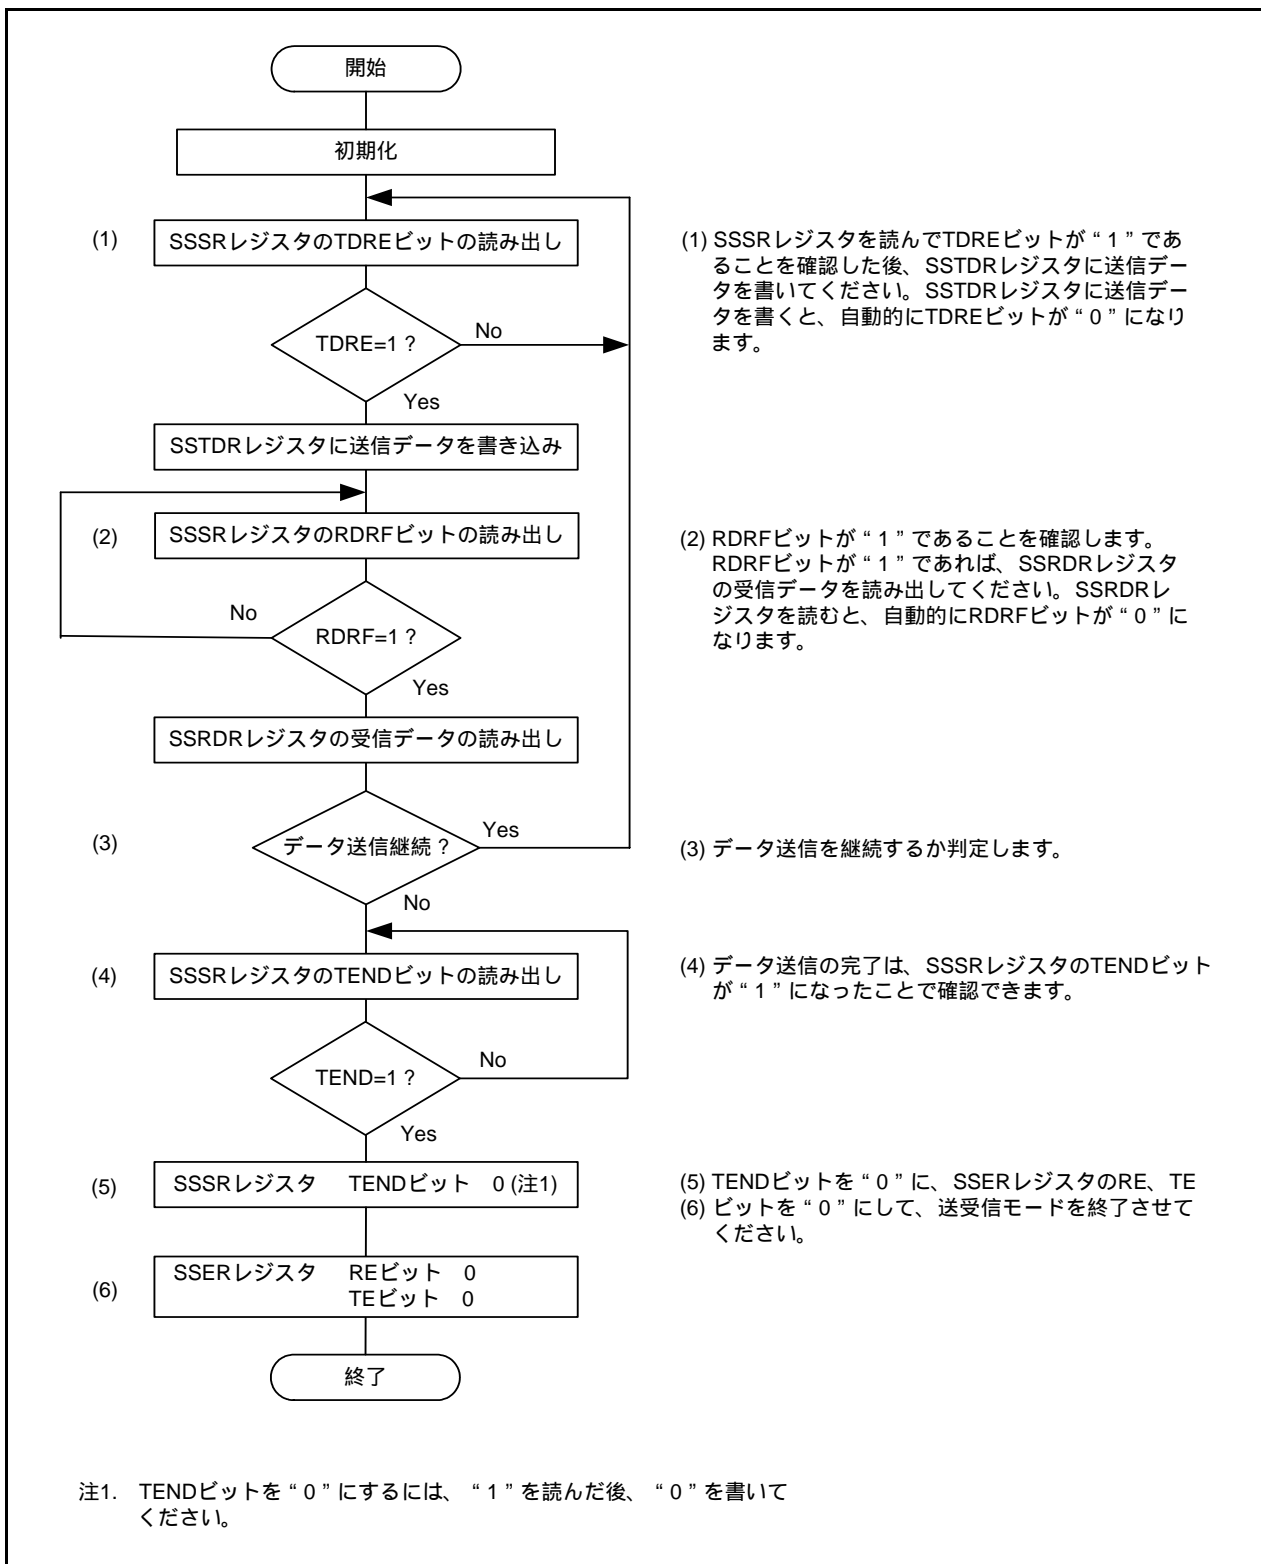 開始
初期化
(1)
SSSRレジスタのTDREビットの読み出し
TDRE=1 ?
No
Yes
SSTDRレジスタに送信データを書き込み
(2)
SSSRレジスタのRDRFビットの読み出し
RDRF=1 ?
No
Yes
SSRDRレジスタの受信データの読み出し
(3)
データ送信継続 ?
Yes
No
(4)
SSSRレジスタのTENDビットの読み出し
TEND=1 ?
No
Yes
(5)
SSSRレジスタ TENDビット 0 (注1)
(6)
SSERレジスタ REビット 0
TEビット 0
終了
(1) SSSRレジスタを読んでTDREビットが“1”であ
ることを確認した後、SSTDRレジスタに送信デー
タを書いてください。SSTDRレジスタに送信デー
タを書くと、自動的にTDREビットが“0”になり
ます。
(2) RDRFビットが“1”であることを確認します。
RDRFビットが“1”であれば、SSRDRレジスタ
の受信データを読み出してください。SSRDRレ
ジスタを読むと、自動的にRDRFビットが“0”に
なります。
(3) データ送信を継続するか判定します。
(4) データ送信の完了は、SSSRレジスタのTENDビット
が“1”になったことで確認できます。
(5) TENDビットを“0”に、SSERレジスタのRE、TE
(6) ビットを“0”にして、送受信モードを終了させて
ください。
注1. TENDビットを“0”にするには、“1”を読んだ後、“0”を書いて
ください。